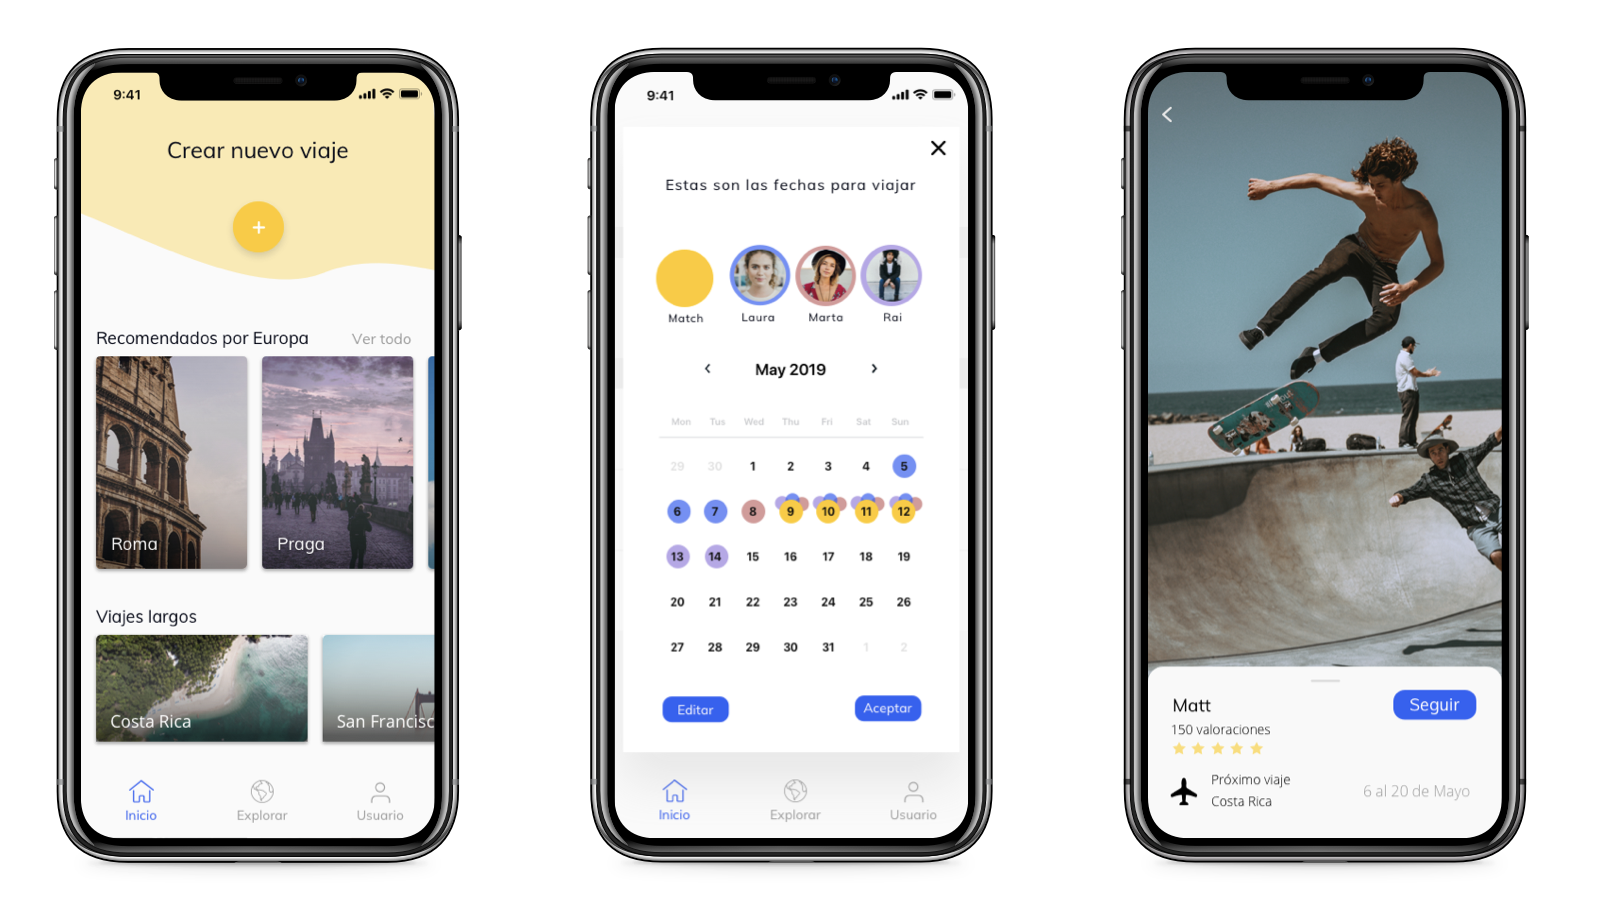 9:41
Crear nuevo viaje
+
Recomendados por Europa Ver todo
Roma
Praga
Viajes largos
Costa Rica
San Francisc
Inicio Explorar Usuario
9:41
Estas son las fechas para viajar
Match Laura Marta Rai
May 2019
Mon Tus Wed Thu Fri Sat Sun
29 30 1 2 3 4 5
6 7 8 9 10 11 12
13 14 15 16 17 18 19
20 21 22 23 24 25 26
27 28 29 30 31 1 2
Editar Aceptar
Inicio Explorar Usuario
Matt
Seguir
150 valoraciones
Próximo viaje
Costa Rica
6 al 20 de Mayo